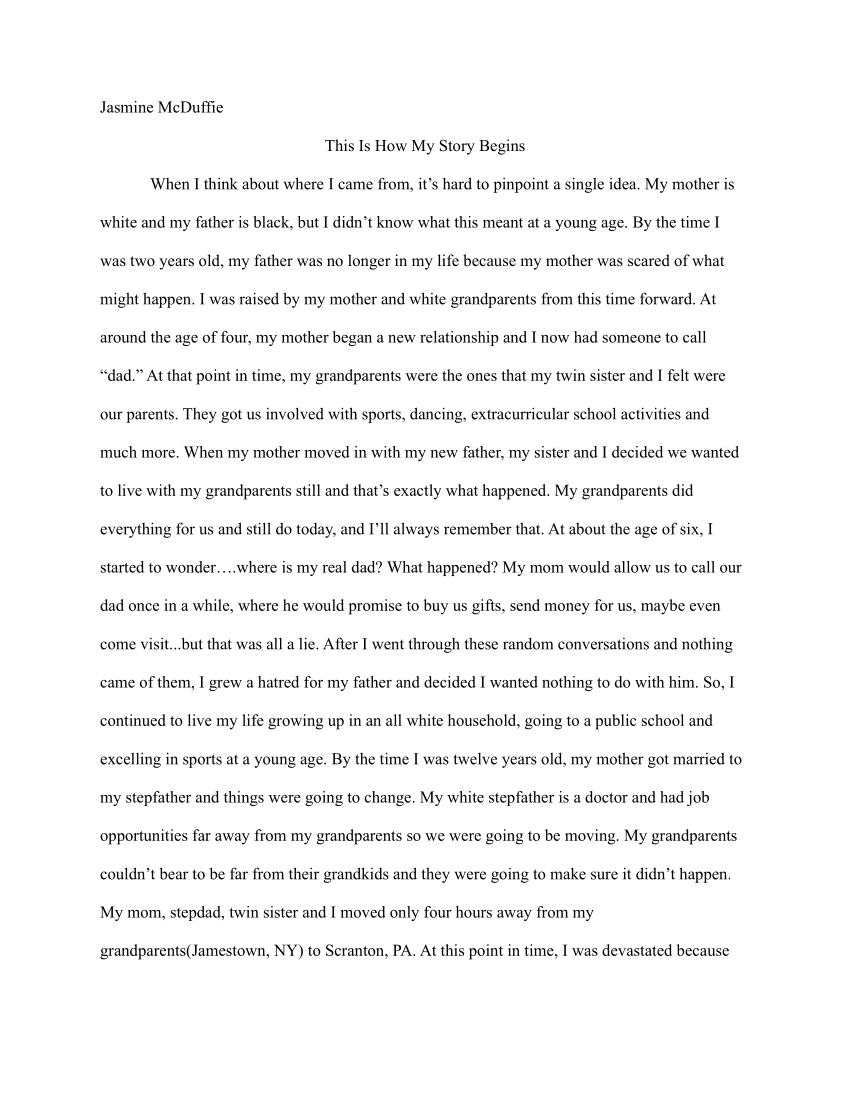 Jasmine McDuffie
This Is How My Story Begins
When I think about where I came from, it’s hard to pinpoint a single idea. My mother is
white and my father is black, but I didn’t know what this meant at a young age. By the time I
was two years old, my father was no longer in my life because my mother was scared of what
might happen. I was raised by my mother and white grandparents from this time forward. At
around the age of four, my mother began a new relationship and I now had someone to call
“dad.” At that point in time, my grandparents were the ones that my twin sister and I felt were
our parents. They got us involved with sports, dancing, extracurricular school activities and
much more. When my mother moved in with my new father, my sister and I decided we wanted
to live with my grandparents still and that’s exactly what happened. My grandparents did
everything for us and still do today, and I’ll always remember that. At about the age of six, I
started to wonder….where is my real dad? What happened? My mom would allow us to call our
dad once in a while, where he would promise to buy us gifts, send money for us, maybe even
come visit...but that was all a lie. After I went through these random conversations and nothing
came of them, I grew a hatred for my father and decided I wanted nothing to do with him. So, I
continued to live my life growing up in an all white household, going to a public school and
excelling in sports at a young age. By the time I was twelve years old, my mother got married to
my stepfather and things were going to change. My white stepfather is a doctor and had job
opportunities far away from my grandparents so we were going to be moving. My grandparents
couldn’t bear to be far from their grandkids and they were going to make sure it didn’t happen.
My mom, stepdad, twin sister and I moved only four hours away from my
grandparents(Jamestown, NY) to Scranton, PA. At this point in time, I was devastated because